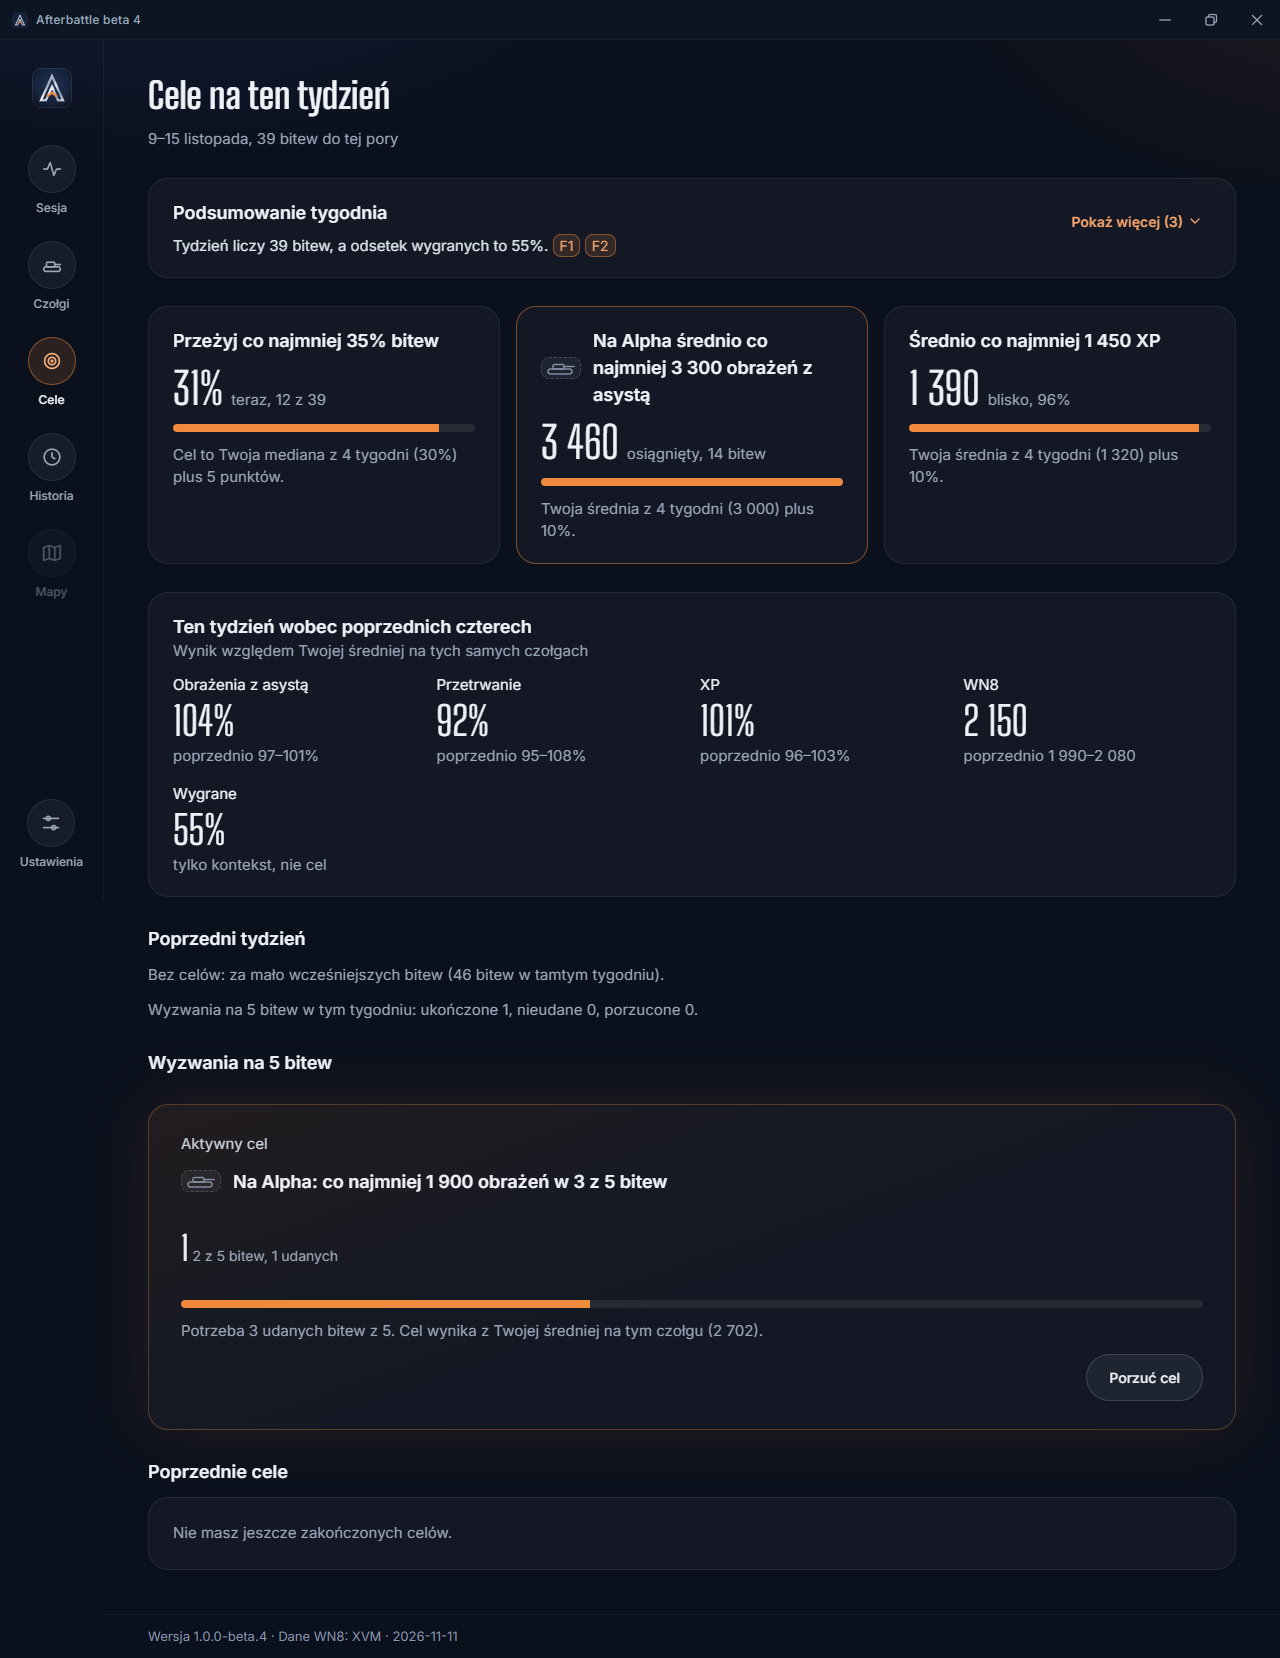 Afterbattle beta 4
Sesja
Czołgi
Cele
Historia
Mapy
Ustawienia
Cele na ten tydzień
9–15 listopada, 39 bitew do tej pory
Podsumowanie tygodnia
Tydzień liczy 39 bitew, a odsetek wygranych to 55%. F1 F2
Pokaż więcej (3)
Przeżyj co najmniej 35% bitew
31% teraz, 12 z 39
Cel to Twoja mediana z 4 tygodni (30%)
plus 5 punktów.
Na Alpha średnio co
najmniej 3 300 obrażeń z
asystą
3 460 osiągnięty, 14 bitew
Twoja średnia z 4 tygodni (3 000) plus
10%.
Średnio co najmniej 1 450 XP
1 390 blisko, 96%
Twoja średnia z 4 tygodni (1 320) plus
10%.
Ten tydzień wobec poprzednich czterech
Wynik względem Twojej średniej na tych samych czołgach
Obrażenia z asystą
104%
poprzednio 97–101%
Przetrwanie
92%
poprzednio 95–108%
XP
101%
poprzednio 96–103%
WN8
2 150
poprzednio 1 990–2 080
Wygrane
55%
tylko kontekst, nie cel
Poprzedni tydzień
Bez celów: za mało wcześniejszych bitew (46 bitew w tamtym tygodniu).
Wyzwania na 5 bitew w tym tygodniu: ukończone 1, nieudane 0, porzucone 0.
Wyzwania na 5 bitew
Aktywny cel
Na Alpha: co najmniej 1 900 obrażeń w 3 z 5 bitew
1 2 z 5 bitew, 1 udanych
Potrzeba 3 udanych bitew z 5. Cel wynika z Twojej średniej na tym czołgu (2 702).
Porzuć cel
Poprzednie cele
Nie masz jeszcze zakończonych celów.
Wersja 1.0.0-beta.4 · Dane WN8: XVM · 2026-11-11